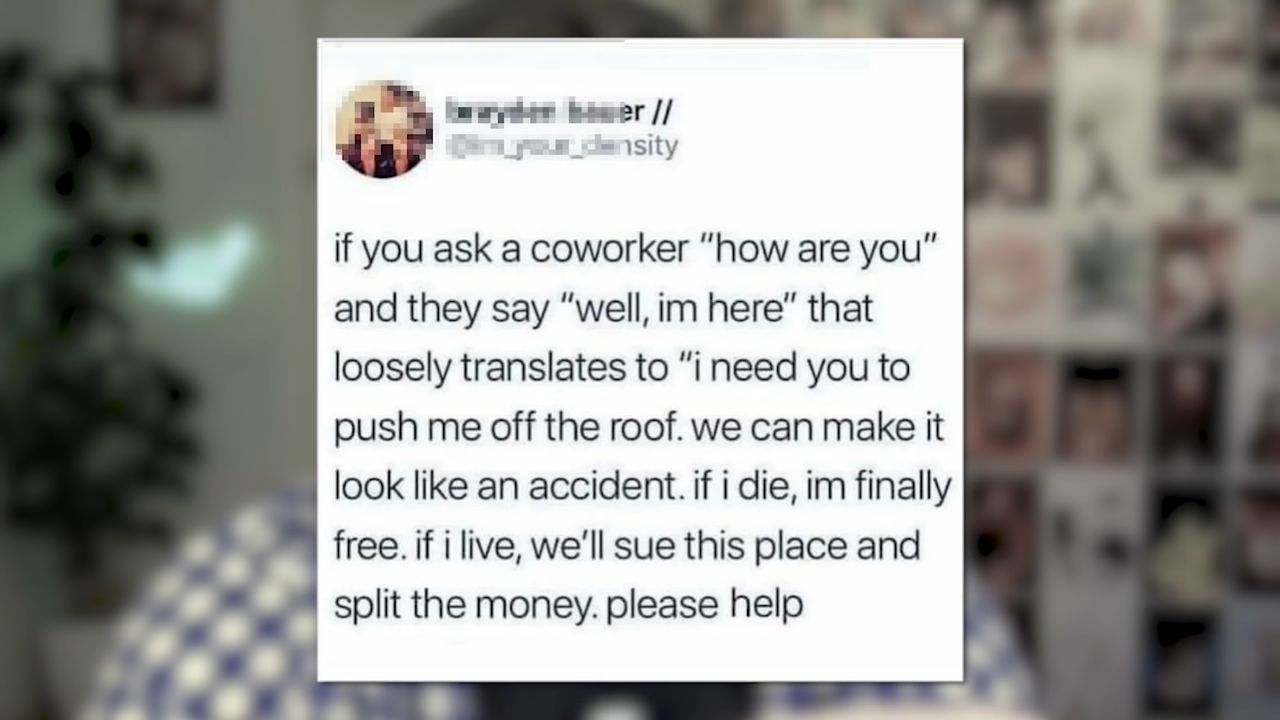 er //
nsity
if you ask a coworker “how are you”
and they say “well, im here” that
loosely translates to “i need you to
push me off the roof. we can make it
look like an accident. if i die, im finally
free. if i live, we’ll sue this place and
split the money. please help